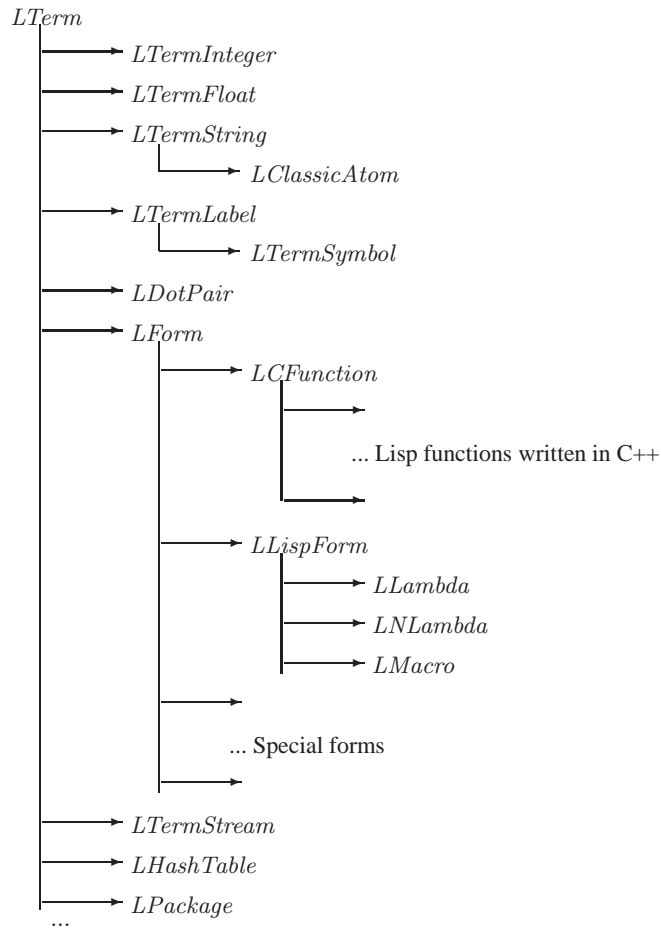 LTerm
LTermInteger
LTermFloat
LTermString
LClassicAtom
LTermLabel
LTermSymbol
LDotPair
LForm
LCFunction
... Lisp functions written in C++
LLispForm
LLambda
LNLambda
LMacro
... Special forms
LTermStream
LHashTable
LPackage
...